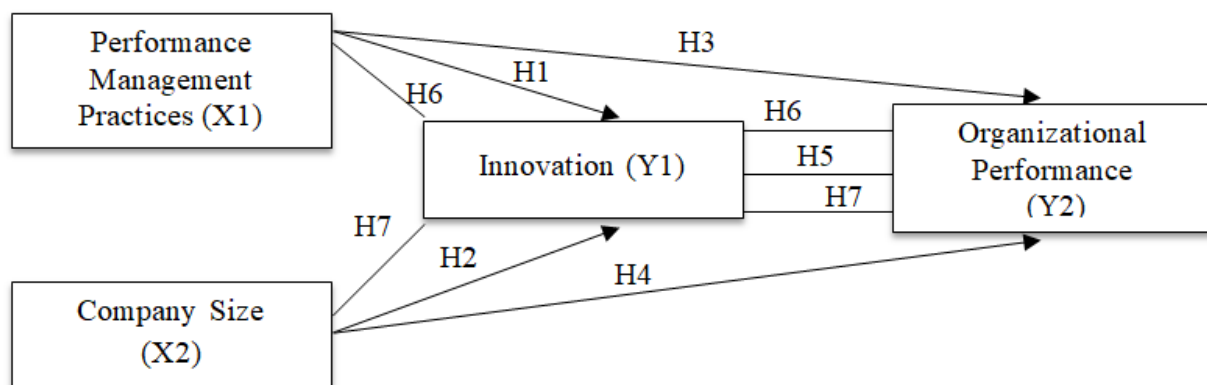 Performance
Management
Practices (X1)
H3
H1
H6
H6
Innovation (Y1)
H5
H7
Organizational
Performance
(Y2)
H7
H2
H4
Company Size
(X2)